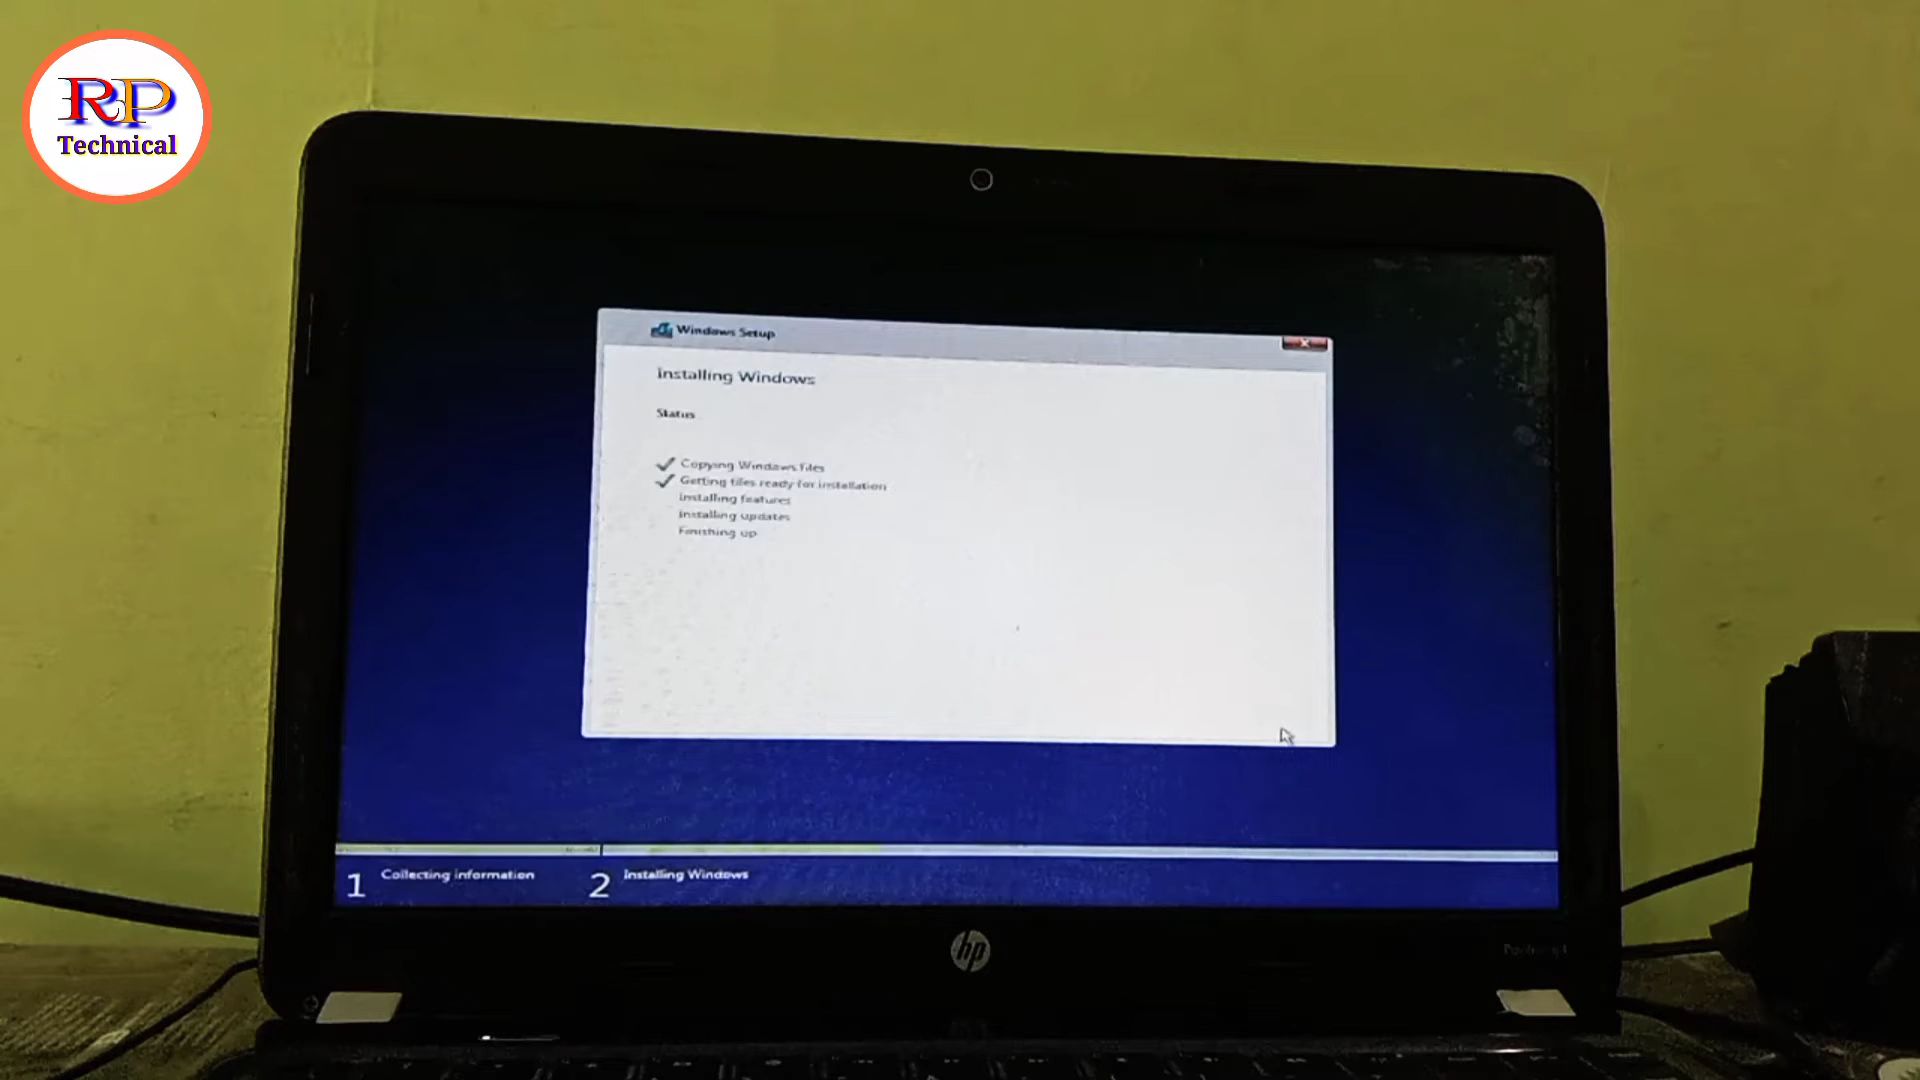 RP
Technical
Windows Setup
Installing Windows
Status
Copying Windows files
Getting files ready for installation
Installing features
Installing updates
Finishing up
1 Collecting information
2 Installing Windows
hp